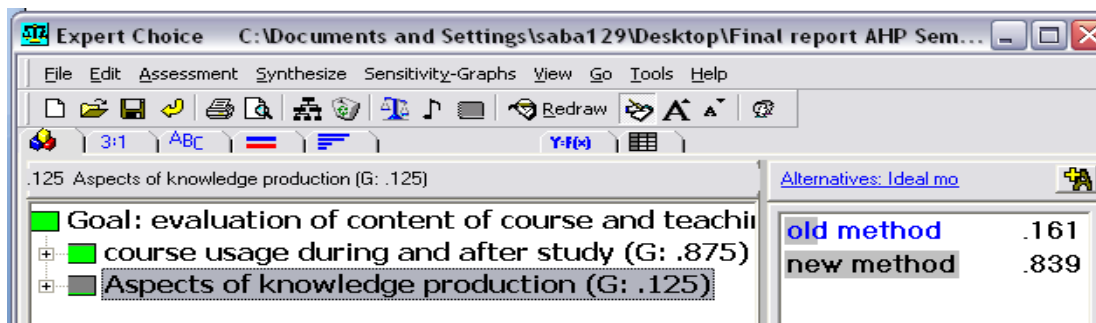 Expert Choice C:\Documents and Settings\saba129\Desktop\Final report AHP Sem...
File Edit Assessment Synthesize Sensitivity-Graphs View Go Tools Help
Redraw A A
3:1 ABC Y=F(x)
.125 Aspects of knowledge production (G: .125)
Alternatives: Ideal mo
A
Goal: evaluation of content of course and teachin
course usage during and after study (G: .875)
Aspects of knowledge production (G: .125)
old method .161
new method .839